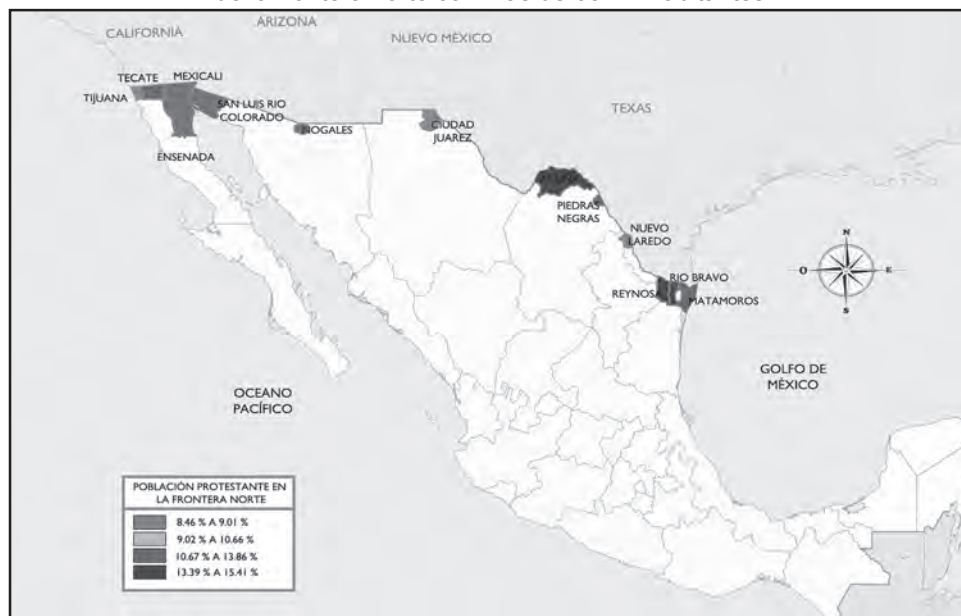 CALIFORNIA
ARIZONA
NUEVO MÉXICO
TECATE
MEXICALI
TIJUANA
SAN LUIS RIO
COLORADO
NOGALES
CIUDAD
JUAREZ
TEXAS
ENSENADA
PIEDRAS
NEGRAS
NUEVO
LAREDO
RIO BRAVO
REYNOSA
MATAMOROS
N
O
E
S
OCEANO
PACÍFICO
GOLFO DE
MÉXICO
POBLACIÓN PROTESTANTE EN
LA FRONTERA NORTE
8.46 % A 9.01 %
9.02 % A 10.66 %
10.67 % A 13.86 %
13.39 % A 15.41 %